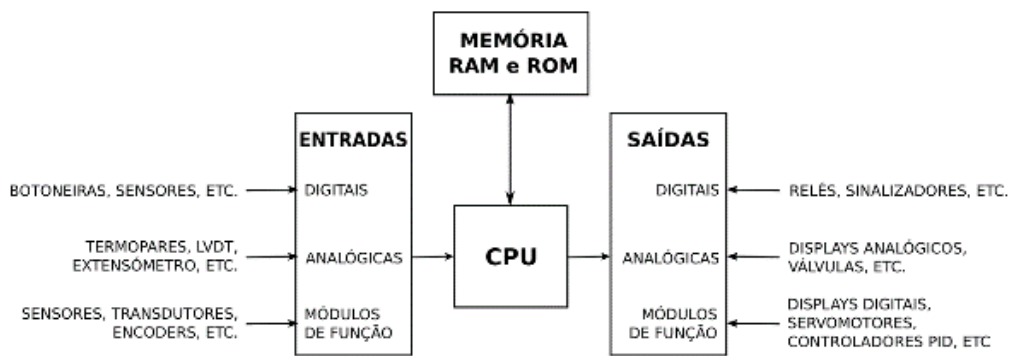 MEMÓRIA
RAM e ROM
ENTRADAS
SAÍDAS
BOTONEIRAS, SENSORES, ETC.
DIGITAIS
DIGITAIS
RELÊS, SINALIZADORES, ETC.
TERMOPARES, LVDT,
EXTENSÓMETRO, ETC.
ANALÓGICAS
CPU
ANALÓGICAS
DISPLAYS ANALÓGICOS,
VÁLVULAS, ETC.
SENSORES, TRANSDUTORES,
ENCODERS, ETC.
MÓDULOS
DE FUNÇÃO
MÓDULOS
DE FUNÇÃO
DISPLAYS DIGITAIS,
SERVOMOTORES,
CONTROLADORES PID, ETC